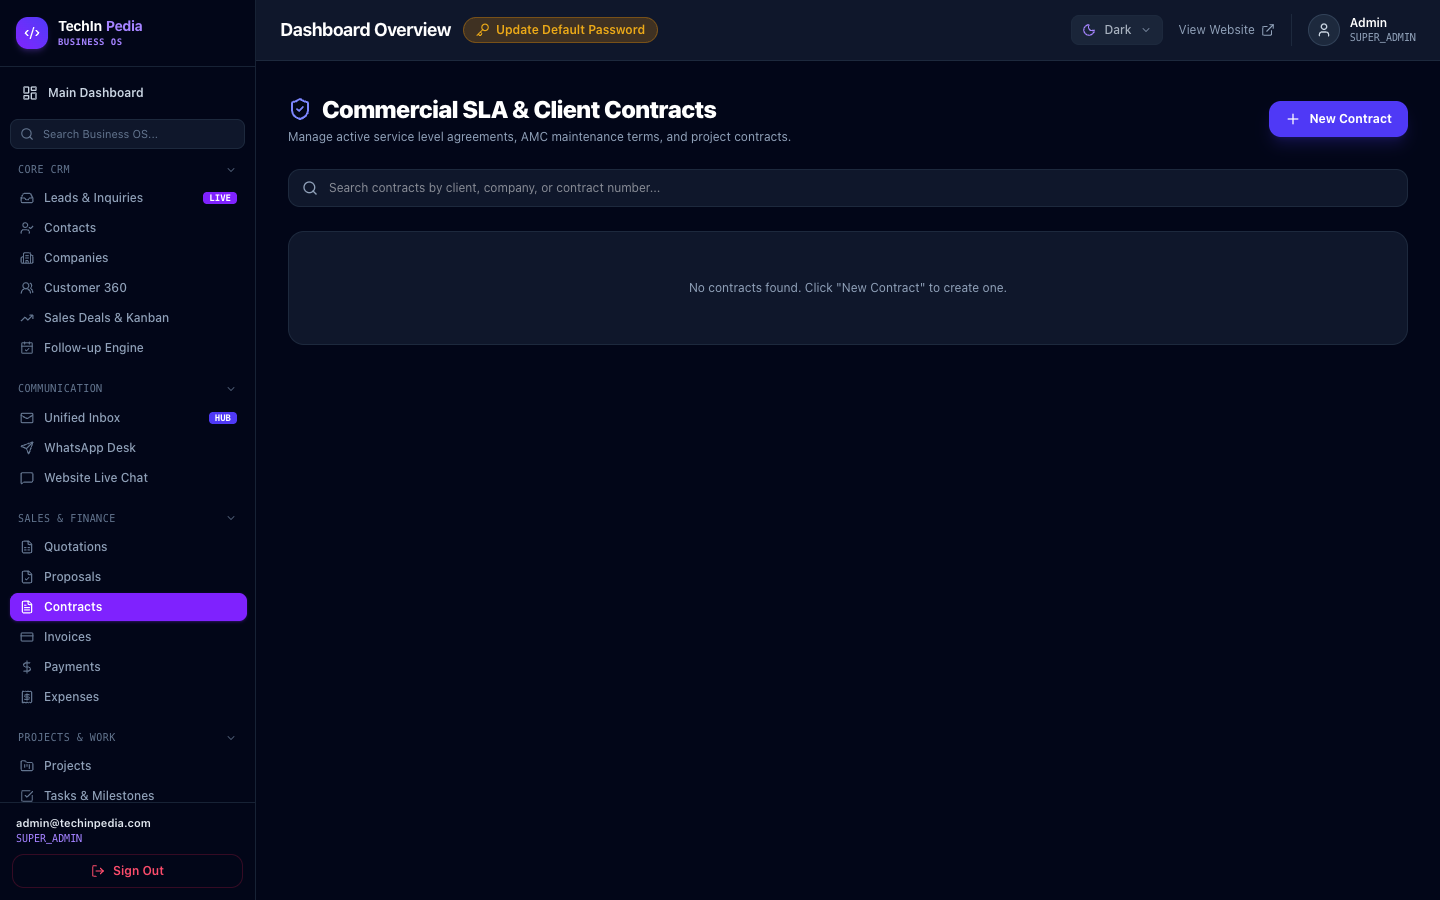 TechIn Pedia
BUSINESS OS
Main Dashboard
Search Business OS...
CORE CRM
Leads & Inquiries
LIVE
Contacts
Companies
Customer 360
Sales Deals & Kanban
Follow-up Engine
COMMUNICATION
Unified Inbox
HUB
WhatsApp Desk
Website Live Chat
SALES & FINANCE
Quotations
Proposals
Contracts
Invoices
Payments
Expenses
PROJECTS & WORK
Projects
Tasks & Milestones
admin@techinpedia.com
SUPER_ADMIN
Sign Out
Dashboard Overview
Update Default Password
Dark
View Website
Admin
SUPER_ADMIN
Commercial SLA & Client Contracts
Manage active service level agreements, AMC maintenance terms, and project contracts.
New Contract
Search contracts by client, company, or contract number...
No contracts found. Click "New Contract" to create one.